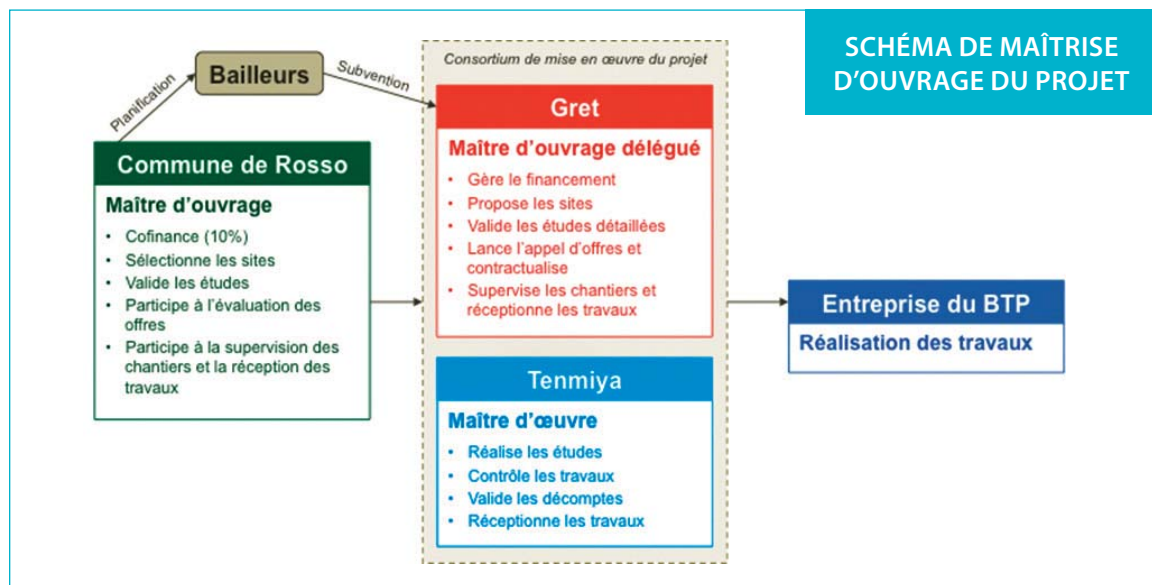 SCHÉMA DE MAÎTRISE
D'OUVRAGE DU PROJET
Planification
Bailleurs
Subvention
Commune de Rosso
Maître d'ouvrage
• Cofinance (10%)
• Sélectionne les sites
• Valide les études
• Participe à l'évaluation des
offres
• Participe à la supervision des
chantiers et la réception des
travaux
Consortium de mise en œuvre du projet
Gret
Maître d'ouvrage délégué
• Gère le financement
• Propose les sites
• Valide les études détaillées
• Lance l'appel d'offres et
contractualise
• Supervise les chantiers et
réceptionne les travaux
Tenmiya
Maître d'œuvre
• Réalise les études
• Contrôle les travaux
• Valide les décomptes
• Réceptionne les travaux
Entreprise du BTP
Réalisation des travaux